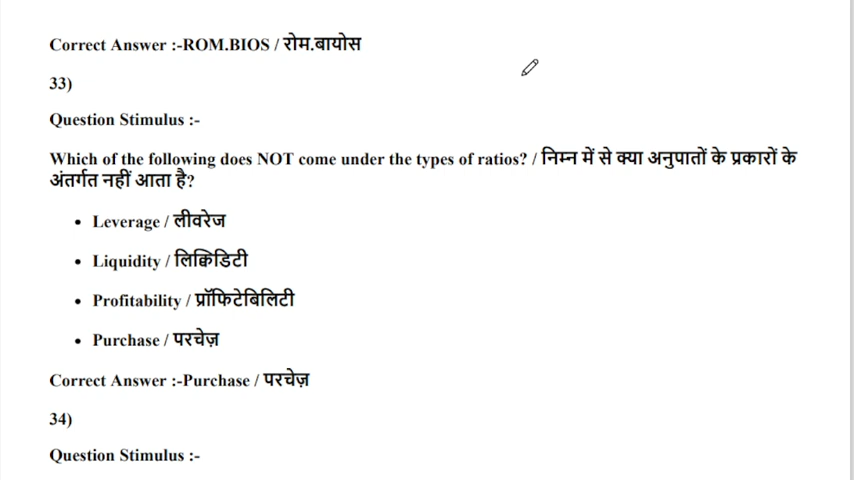 Correct Answer :-ROM.BIOS / रोम.बायोस
33)
Question Stimulus :-
Which of the following does NOT come under the types of ratios? / निम्न में से क्या अनुपातों के प्रकारों के
अंतर्गत नहीं आता है?
• Leverage / लीवरेज
• Liquidity / लिक्विडिटी
• Profitability / प्रॉफिटेबिलिटी
• Purchase / परचेज़
Correct Answer :-Purchase / परचेज़
34)
Question Stimulus :-